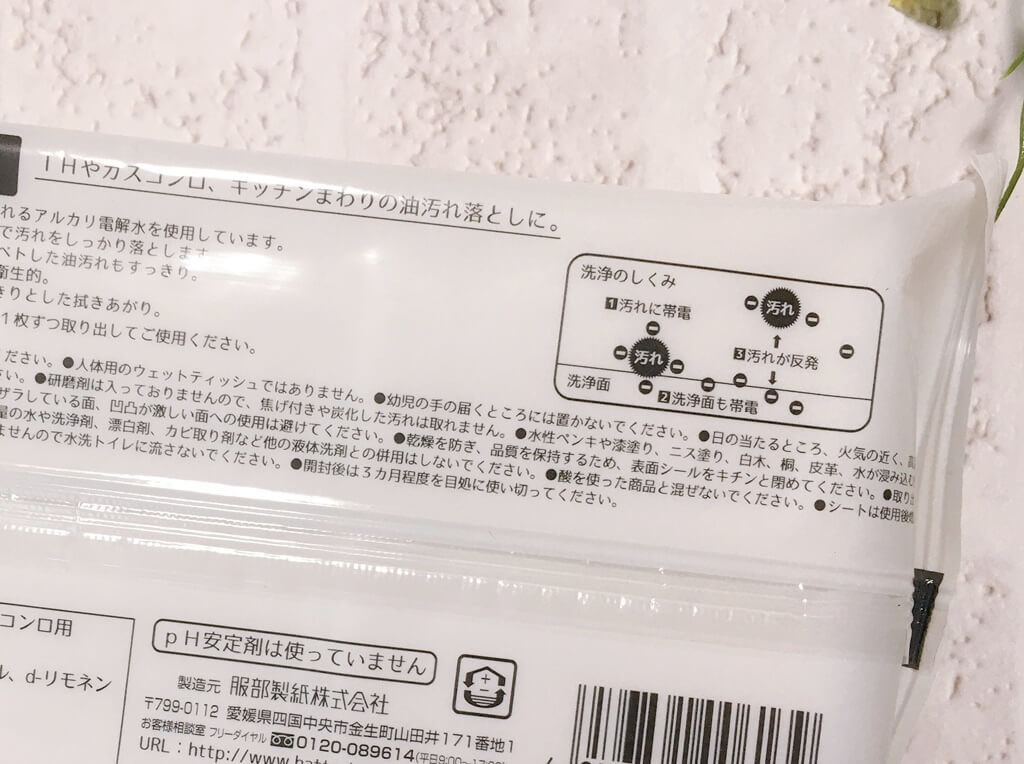 IHやガスコンロ、キッチンまわりの油汚れ落としに。
れるアルカリ電解水を使用しています。
で汚れをしっかり落とします
ベトした油汚れもすっきり。
衛生的。
きりとした拭きあがり。
1枚ずつ取り出してご使用ください。
洗浄のしくみ
1汚れに帯電
汚れ
汚れ
3汚れが反発
洗浄面
2洗浄面も帯電
ださい。●人体用のウェットティッシュではありません。●幼児の手の届くところには置かないでください。●日の当たるところ、火気の近く、高
さい。●研磨剤は入っておりませんので、焦げ付きや炭化した汚れは取れません。●水性ペンキや漆塗り、ニス塗り、白木、桐、皮革、水が浸み込む
ザラしている面、凹凸が激しい面への使用は避けてください。●乾燥を防ぎ、品質を保持するため、表面シールをキチンと閉めてください。●取り出
量の水や洗浄剤、漂白剤、カビ取り剤など他の液体洗剤との併用はしないでください。●酸を使った商品と混ぜないでください。●シートは使用後
ませんので水洗トイレに流さないでください。●開封後は3カ月程度を目処に使い切ってください。
コンロ用
ル、d-リモネン
pH安定剤は使っていません
製造元 服部製紙株式会社
〒799-0112 愛媛県四国中央市金生町山田井171番地1
お客様相談室 フリーダイヤル 0120-089614(平日9:00~17:00)
URL：http://www.hatt